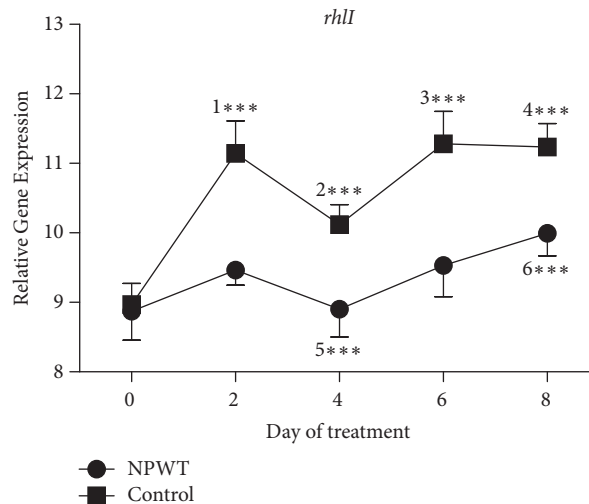 rhlI
13
12
11
10
9
8
Relative Gene Expression
1***
2***
3***
4***
5***
6***
0 2 4 6 8
Day of treatment
NPWT
Control